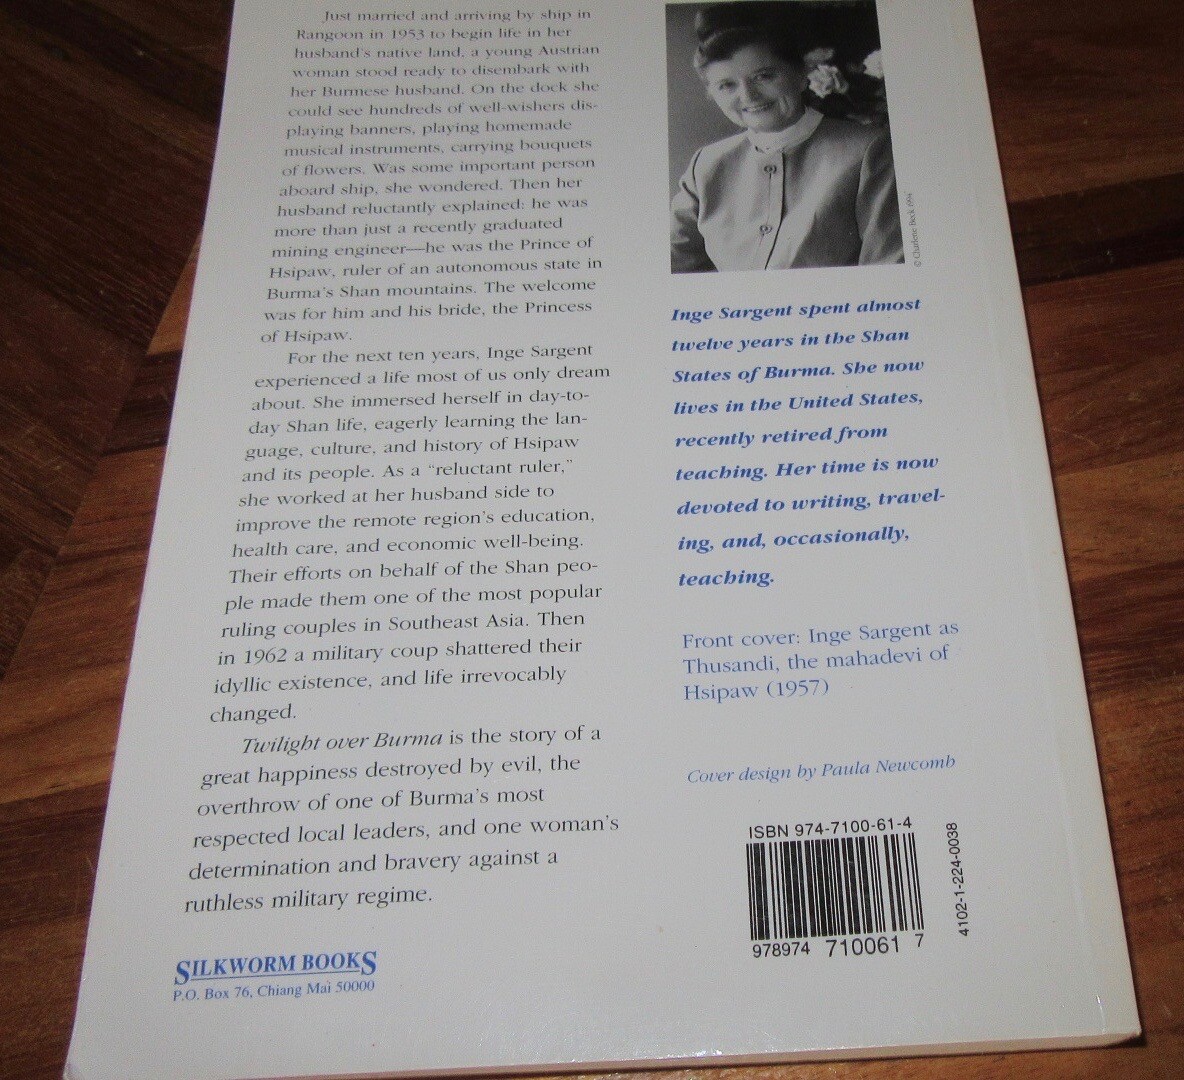 Just married and arriving by ship in
Rangoon in 1953 to begin life in her
husband's native land, a young Austrian
woman stood ready to disembark with
her Burmese husband. On the dock she
could see hundreds of well-wishers dis-
playing banners, playing homemade
musical instruments, carrying bouquets
of flowers. Was some important person
aboard ship, she wondered. Then her
husband reluctantly explained: he was
more than just a recently graduated
mining engineer—he was the Prince of
Hsipaw, ruler of an autonomous state in
Burma's Shan mountains. The welcome
was for him and his bride, the Princess
of Hsipaw.
For the next ten years, Inge Sargent
experienced a life most of us only dream
about. She immersed herself in day-to-
day Shan life, eagerly learning the lan-
guage, culture, and history of Hsipaw
and its people. As a "reluctant ruler,"
she worked at her husband side to
improve the remote region's education,
health care, and economic well-being.
Their efforts on behalf of the Shan peo-
ple made them one of the most popular
ruling couples in Southeast Asia. Then
in 1962 a military coup shattered their
idyllic existence, and life irrevocably
changed.
Twilight over Burma is the story of a
great happiness destroyed by evil, the
overthrow of one of Burma's most
respected local leaders, and one woman's
determination and bravery against a
ruthless military regime.
SILKWORM BOOKS
P.O. Box 76, Chiang Mai 50000
© Charlotte Beck 1994
Inge Sargent spent almost
twelve years in the Shan
States of Burma. She now
lives in the United States,
recently retired from
teaching. Her time is now
devoted to writing, travel-
ing, and, occasionally,
teaching.
Front cover: Inge Sargent as
Thusandi, the mahadevi of
Hsipaw (1957)
Cover design by Paula Newcomb
ISBN 974-7100-61-4
978974 710061 7
4102-1-224-0038